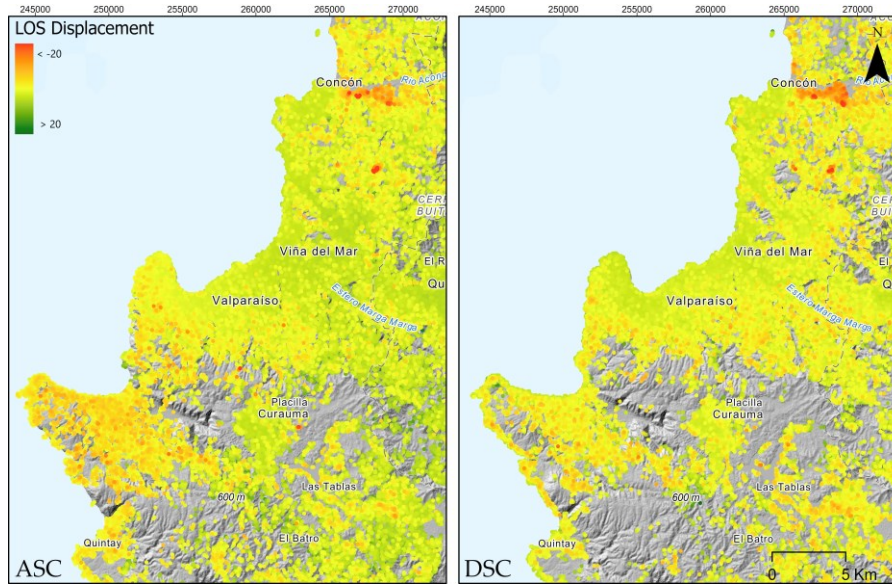 245000 250000 255000 260000 265000 270000
245000 250000 255000 260000 265000 270000
LOS Displacement
< -20
> 20
Concón
Viña del Mar
Valparaíso
Estero Marga Marga
Placilla
Curauma
Las Tablas
600 m
El Batro
Quintay
ASC
N
Concón
Viña del Mar
Valparaíso
Estero Marga Marga
Placilla
Curauma
Las Tablas
600 m
El Batro
Quintay
DSC
0 5 Km